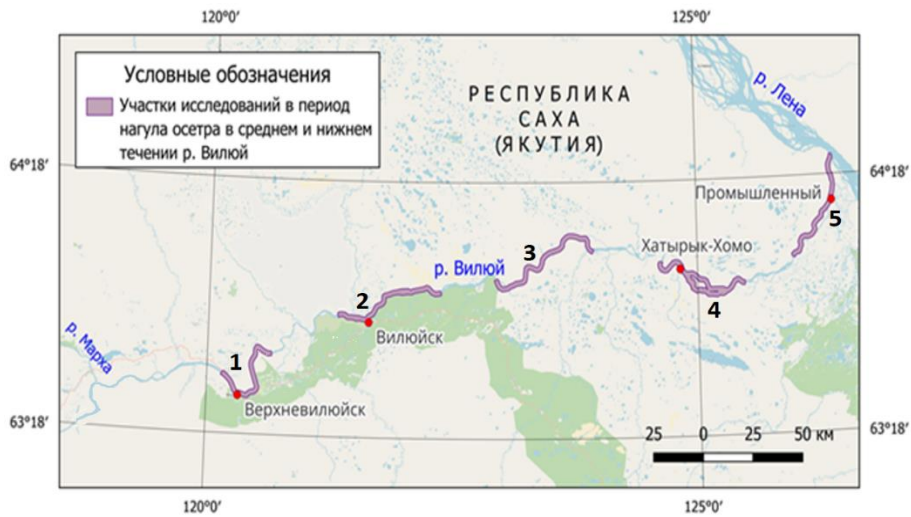 120°0′ 125°0′
Условные обозначения
Участки исследований в период
нагула осетра в среднем и нижнем
течении р. Вилюй
РЕСПУБЛИКА
САХА
(ЯКУТИЯ)
р. Лена
64°18′ 64°18′
Промышленный
5
Хатырык-Хомо
3
р. Вилюй
4
2
Вилюйск
р. Марха
1
Верхневилюйск
63°18′ 63°18′
25 0 25 50 км
120°0′ 125°0′